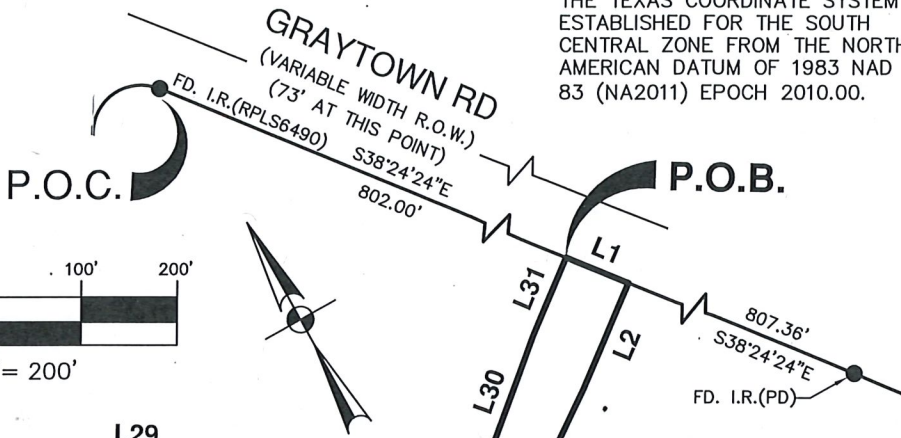 THE TEXAS COORDINATE SYSTEM
ESTABLISHED FOR THE SOUTH
CENTRAL ZONE FROM THE NORTH
AMERICAN DATUM OF 1983 NAD
83 (NA2011) EPOCH 2010.00.
GRAYTOWN RD
(VARIABLE WIDTH R.O.W.)
(73' AT THIS POINT)
FD. I.R.(RPLS6490)
S38°24'24"E
802.00'
P.O.C.
P.O.B.
L1
L31
L2
L30
100'
200'
= 200'
807.36'
S38°24'24"E
FD. I.R.(PD)
L29